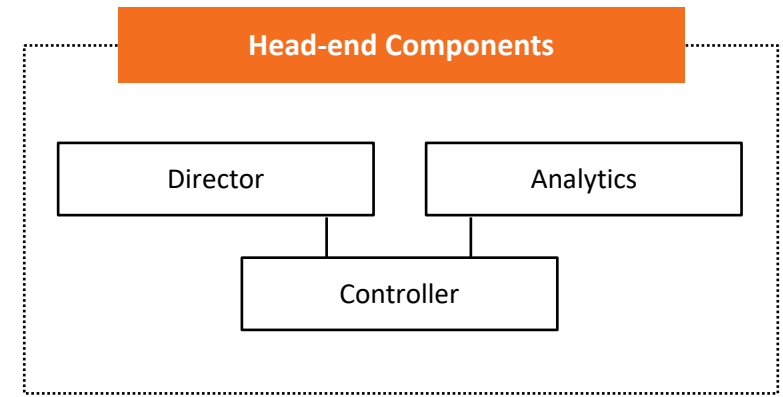 Head-end Components
Director
Analytics
Controller